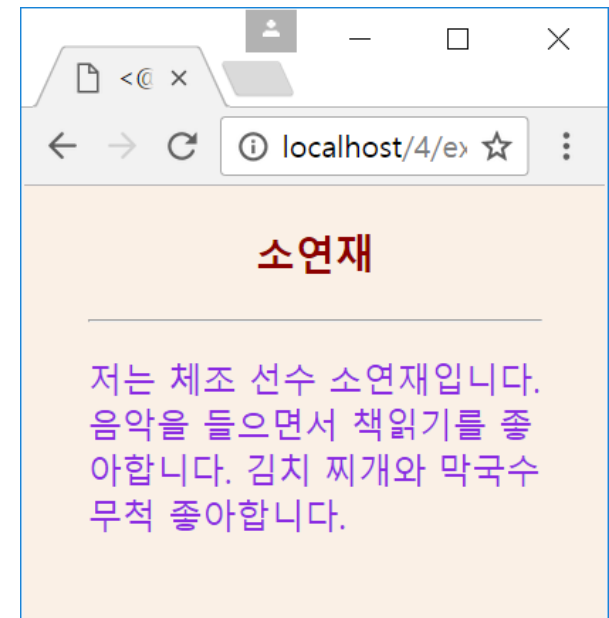 <@
localhost/4/ex
소연재
저는 체조 선수 소연재입니다.
음악을 들으면서 책읽기를 좋
아합니다. 김치 찌개와 막국수
무척 좋아합니다.